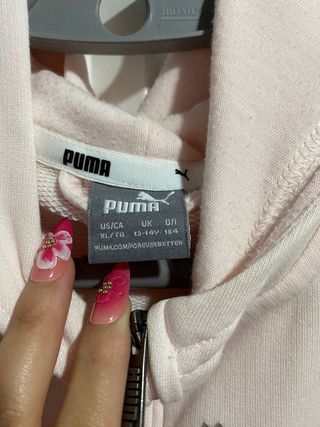 PUMA
PUMA
US/CA UK D/I
XL/TG 13-14Y 164
PUMA.COM/FOREVERBETTER